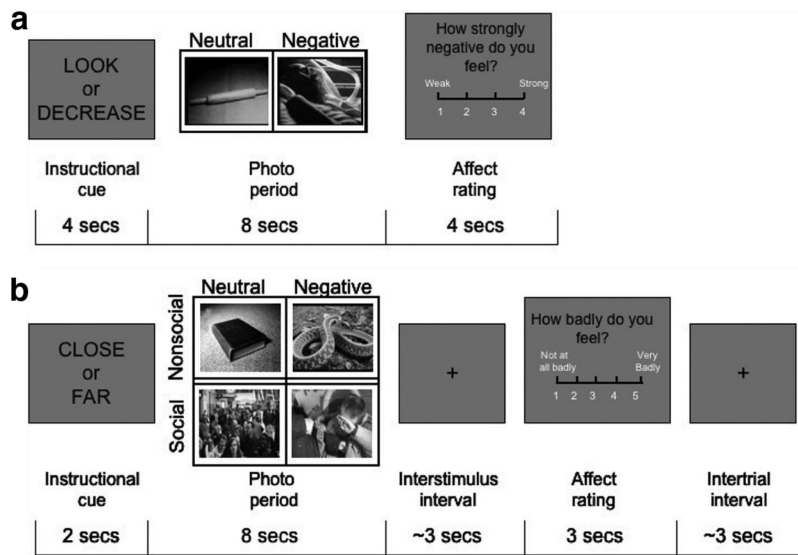 a
LOOK
or
DECREASE
Neutral Negative
How strongly
negative do you
feel?
Weak Strong
1 2 3 4
Instructional
cue
Photo
period
Affect
rating
4 secs 8 secs 4 secs
b
CLOSE
or
FAR
Neutral Negative
Nonsocial
Social
+
How badly do you
feel?
Not at
all badly
Very
Badly
1 2 3 4 5
+
Instructional
cue
Photo
period
Interstimulus
interval
Affect
rating
Intertrial
interval
2 secs 8 secs ~3 secs 3 secs ~3 secs